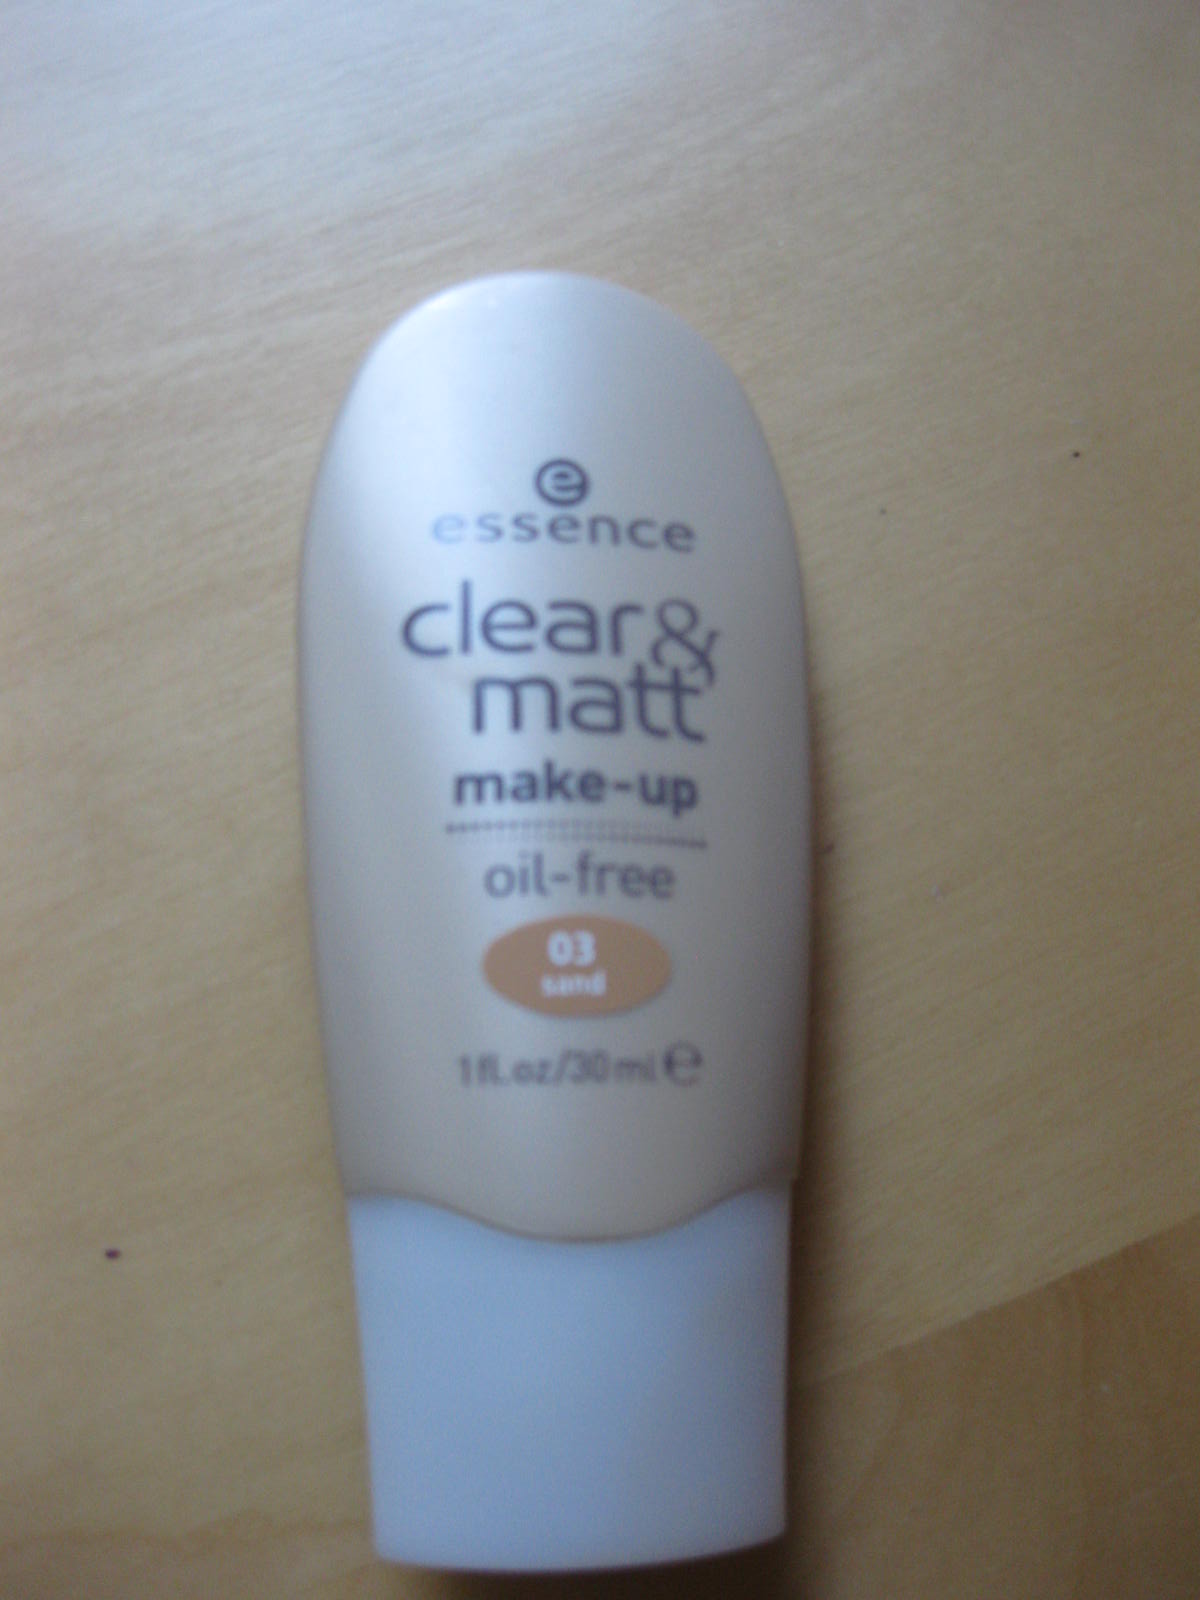 e
essence
clear&
matt
make-up
oil-free
03
sand
1fl.oz/30ml ℮